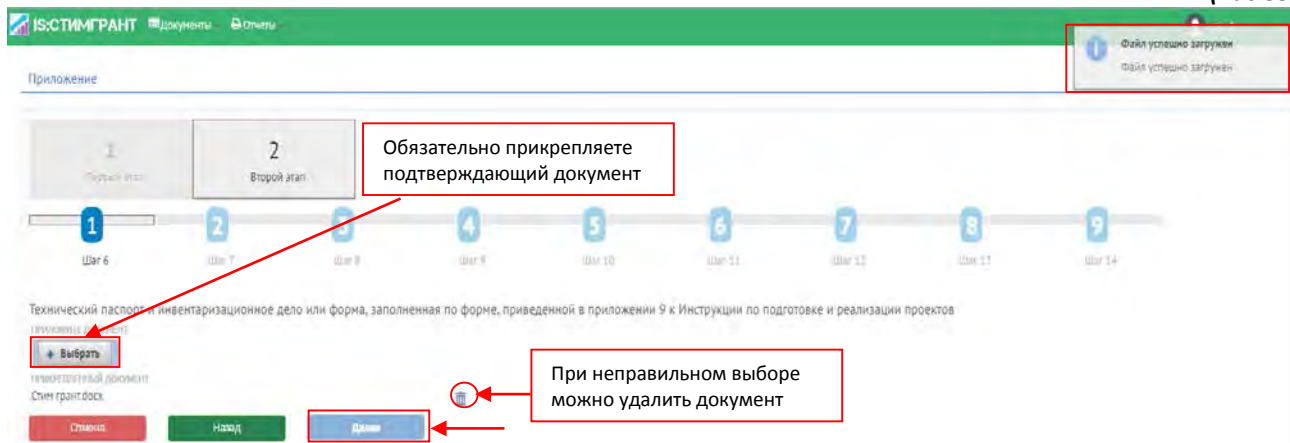 IS:СТИМГРАНТ Документы Отчеты
Файл успешно загружен
Файл успешно загружен
Приложение
1
Первый этап
2
Второй этап
Обязательно прикрепляете
подтверждающий документ
1 2 3 4 5 6 7 8 9
Шаг 6 Шаг 7 Шаг 8 Шаг 9 Шаг 10 Шаг 11 Шаг 12 Шаг 13 Шаг 14
Технический паспорт и инвентаризационное дело или форма, заполненная по форме, приведенной в приложении 9 к Инструкции по подготовке и реализации проектов
+ Выбрать
При неправильном выборе
можно удалить документ
Стим грант.docx
Отмена Назад Далее